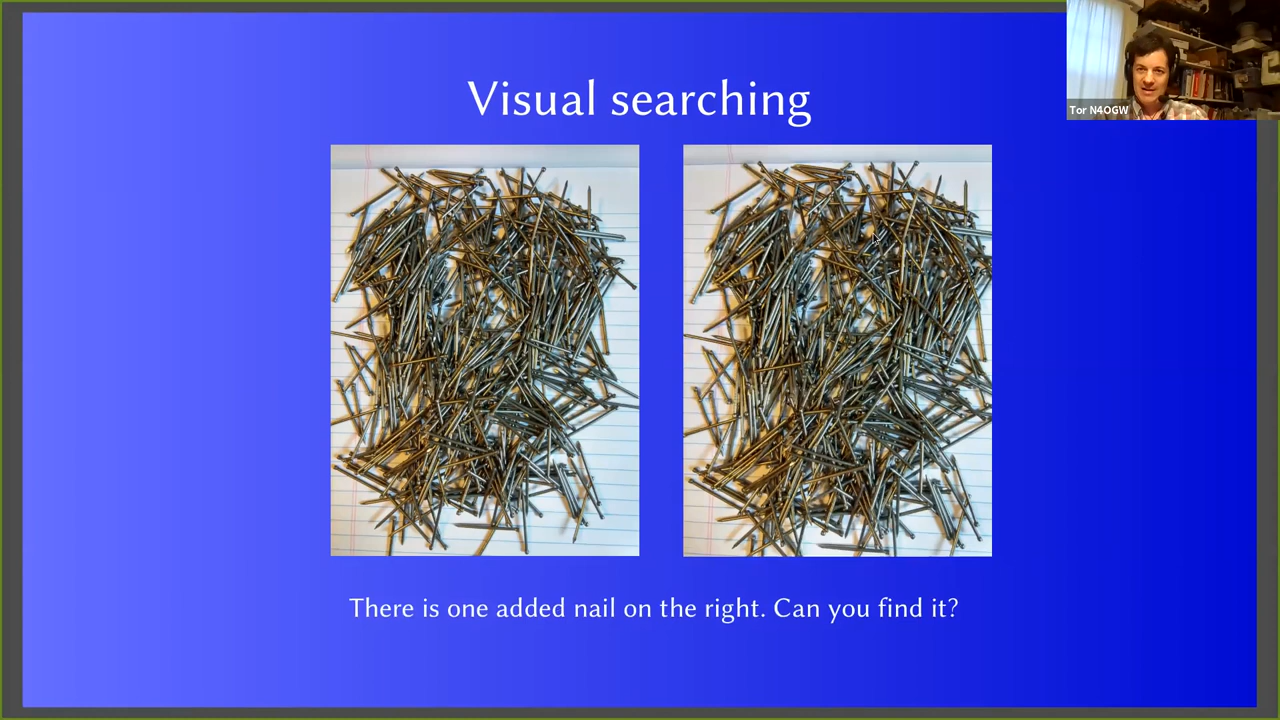 Visual searching
Tor N4OGW
There is one added nail on the right. Can you find it?